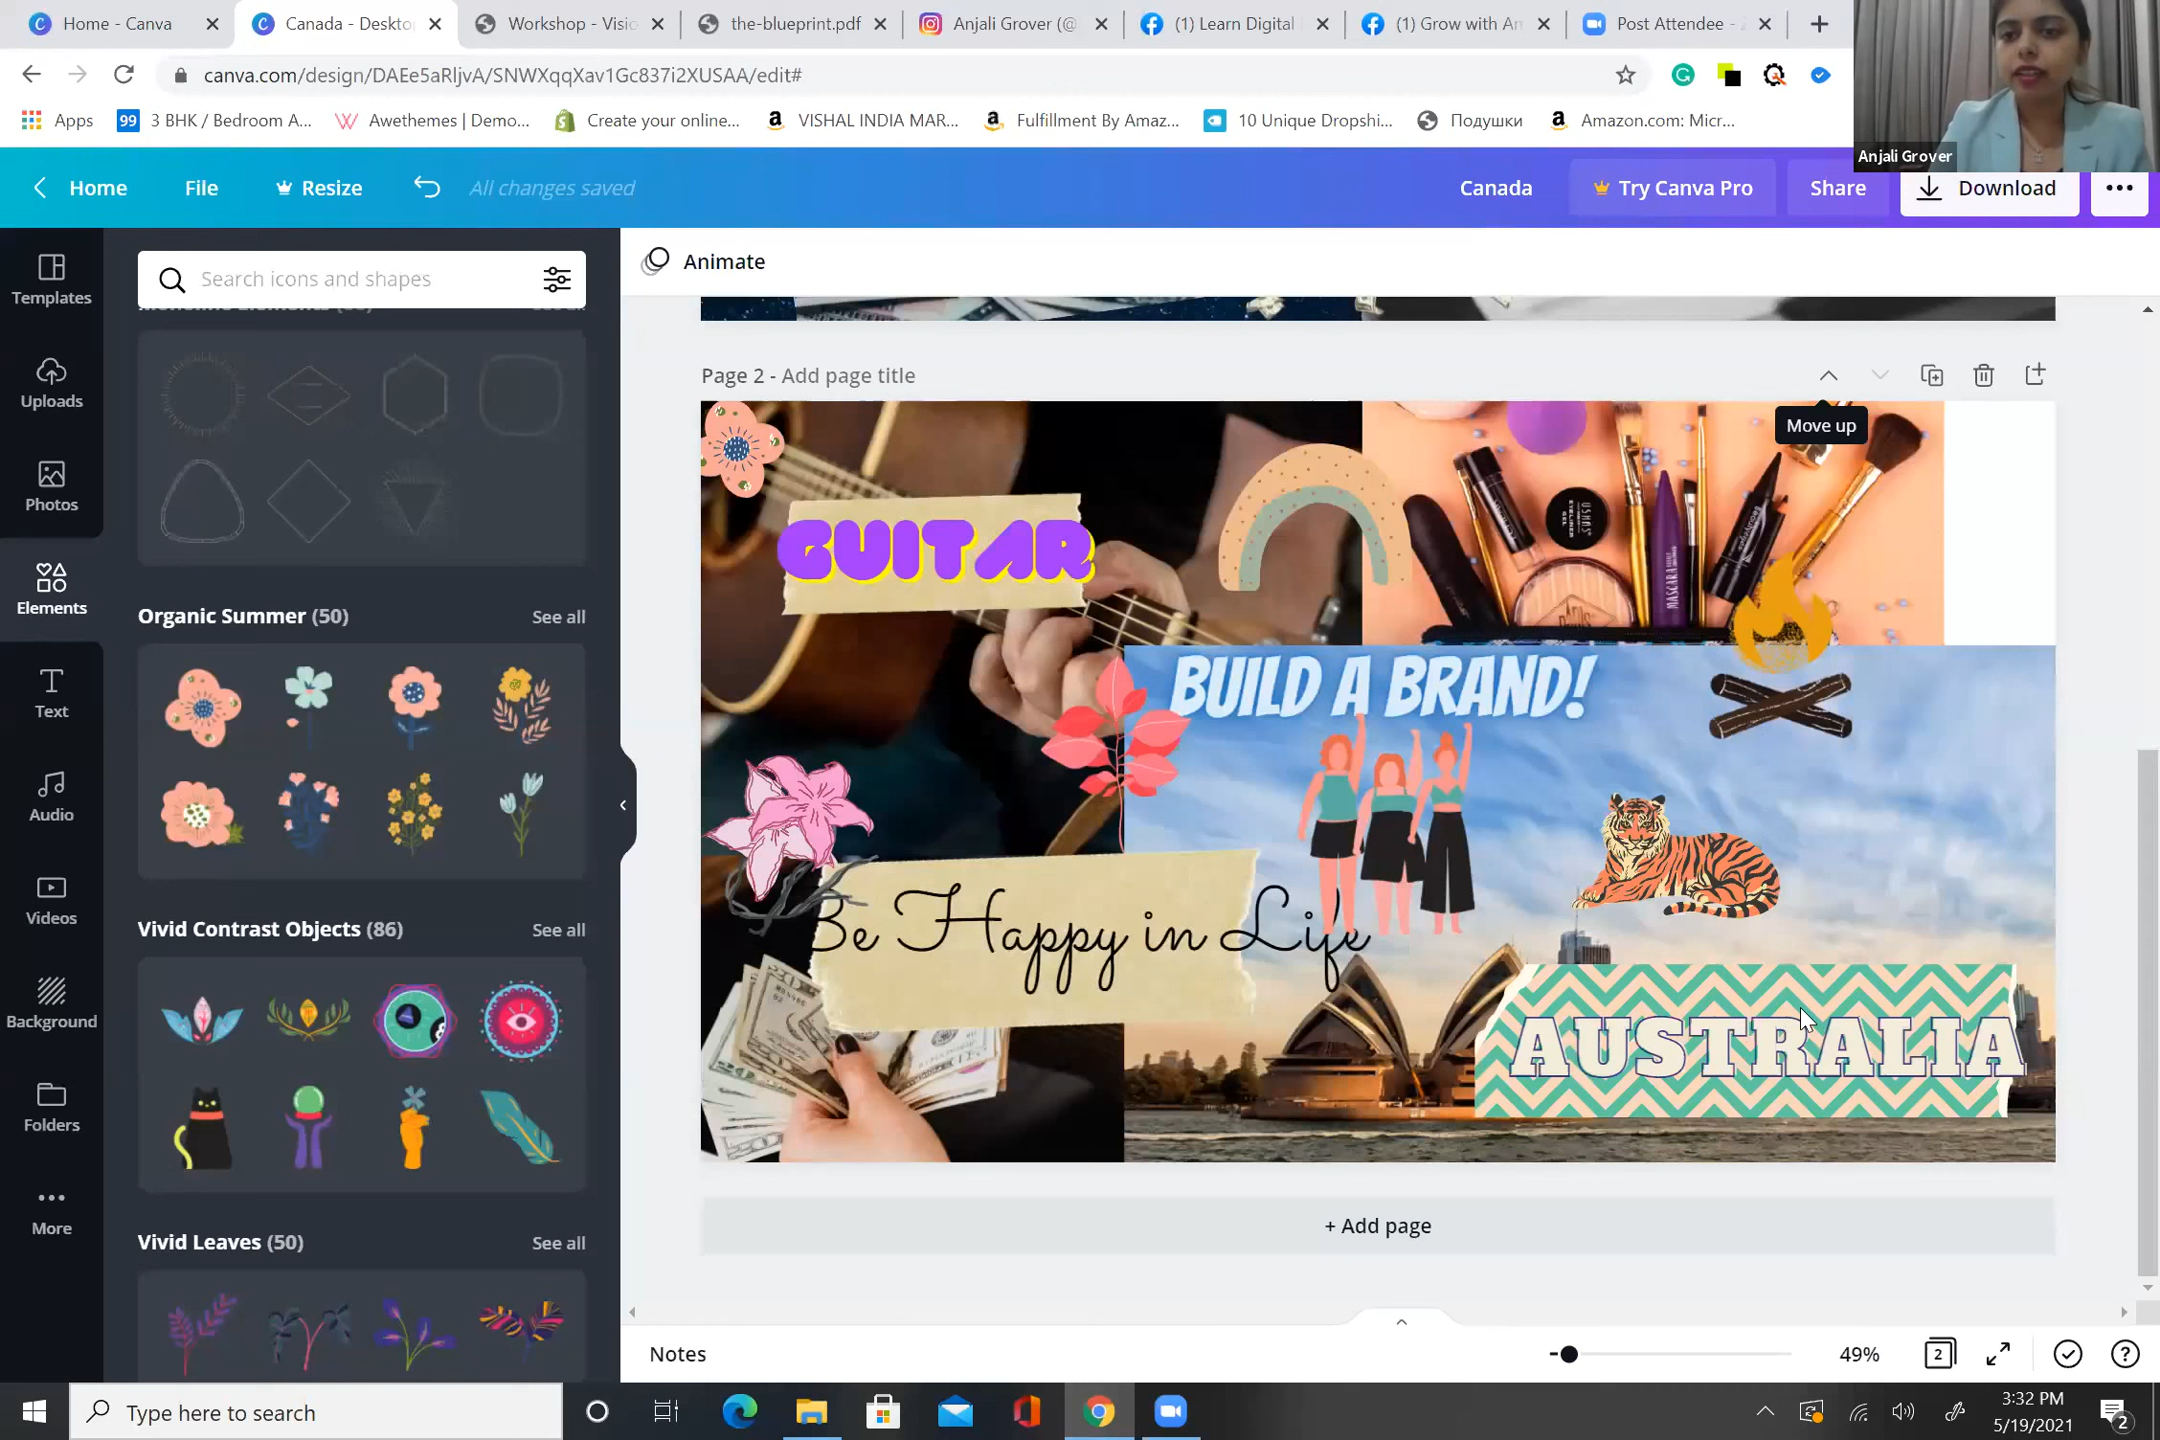 Home - Canva
Canada - Deskto
Workshop - Visio
the-blueprint.pdf
Anjali Grover (@
(1) Learn Digital
(1) Grow with An
Post Attendee -
canva.com/design/DAEe5aRljvA/SNWXqqXav1Gc837i2XUSAA/edit#
Apps
99
3 BHK / Bedroom A...
Awethemes | Demo...
Create your online...
VISHAL INDIA MAR...
Fulfillment By Amaz...
10 Unique Dropshi...
Подушки
Amazon.com: Micr...
Anjali Grover
Home
File
Resize
All changes saved
Canada
Try Canva Pro
Share
Download
Templates
Uploads
Photos
Elements
Text
Audio
Videos
Background
Folders
More
Search icons and shapes
See all
Organic Summer (50)
See all
Vivid Contrast Objects (86)
See all
Vivid Leaves (50)
See all
Animate
Page 2 - Add page title
Move up
GUITAR
MASCARA
BUILD A BRAND!
Be Happy in Life
AUSTRALIA
+ Add page
Notes
49%
2
Type here to search
3:32 PM
5/19/2021
2